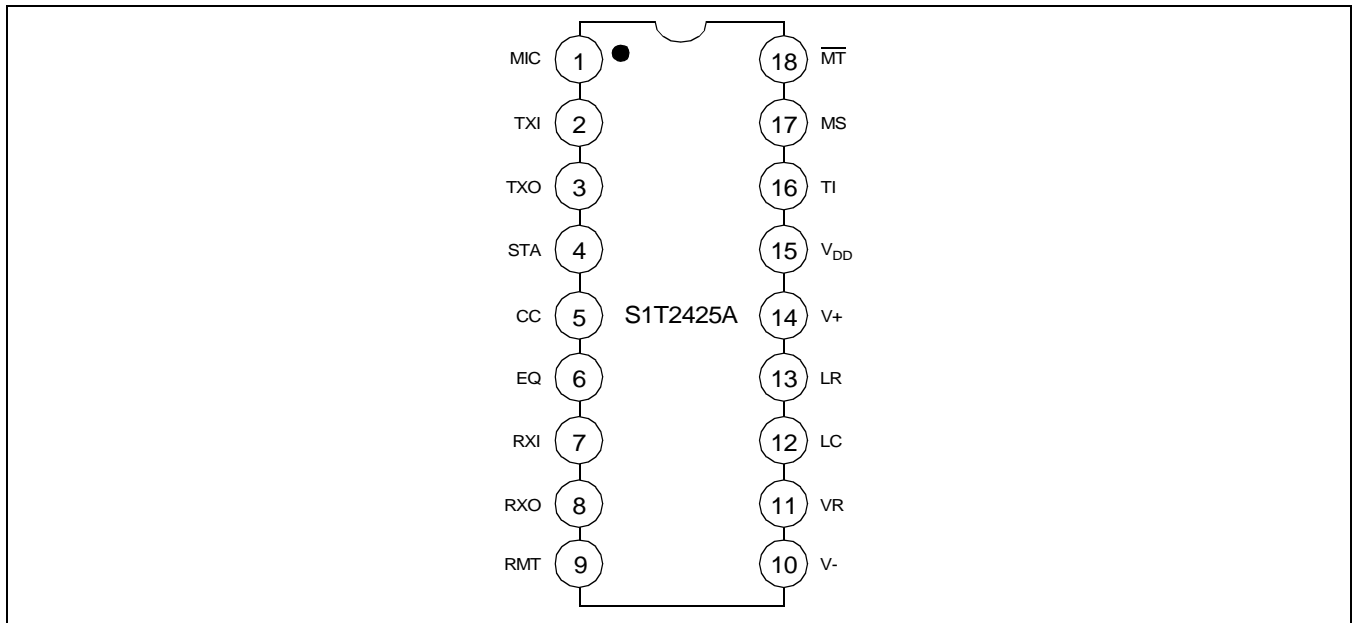 MIC 1 18 M̅T̅
TXI 2 17 MS
TXO 3 16 TI
STA 4 15 VDD
CC 5 S1T2425A 14 V+
EQ 6 13 LR
RXI 7 12 LC
RXO 8 11 VR
RMT 9 10 V-